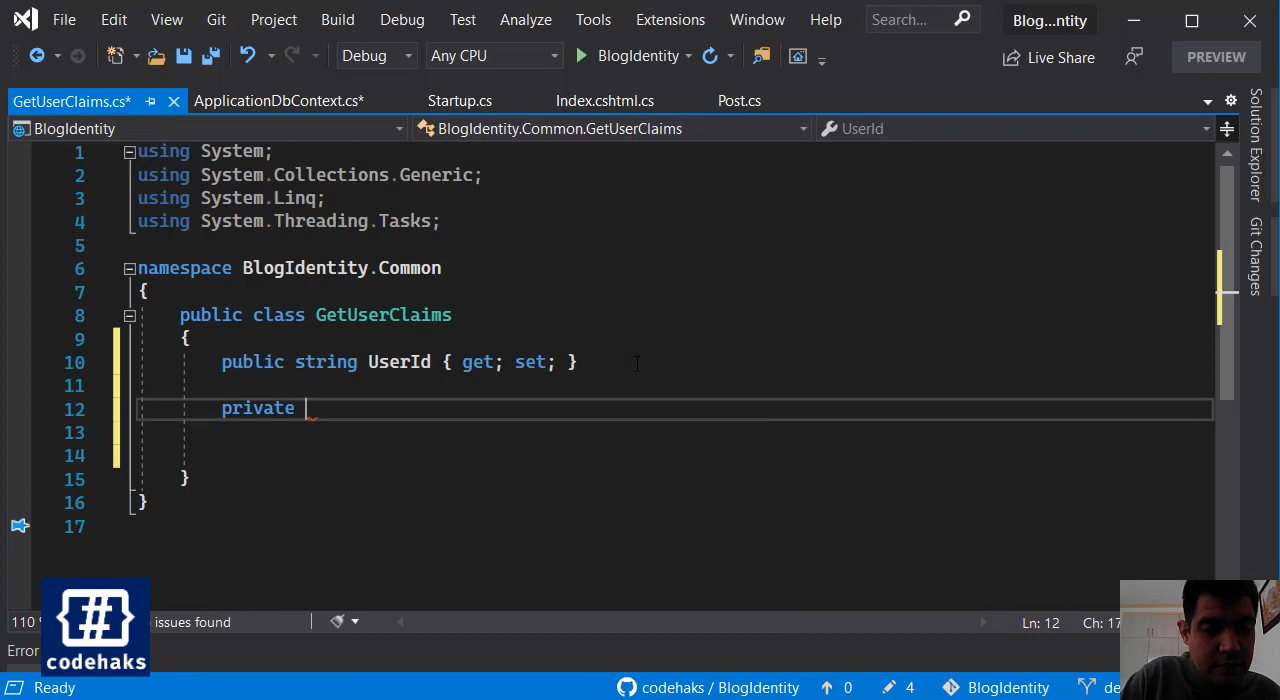 File Edit View Git Project Build Debug Test Analyze Tools Extensions Window Help Search... Blog...ntity
Debug Any CPU BlogIdentity Live Share PREVIEW
GetUserClaims.cs* ApplicationDbContext.cs* Startup.cs Index.cshtml.cs Post.cs
BlogIdentity BlogIdentity.Common.GetUserClaims UserId
1 using System;
2 using System.Collections.Generic;
3 using System.Linq;
4 using System.Threading.Tasks;
5
6 namespace BlogIdentity.Common
7 {
8 public class GetUserClaims
9 {
10 public string UserId { get; set; }
11
12 private
13
14
15 }
16 }
17
Solution Explorer
Git Changes
110 issues found Ln: 12 Ch: 17
Error
{#}
codehaks
Ready codehaks / BlogIdentity 0 4 BlogIdentity